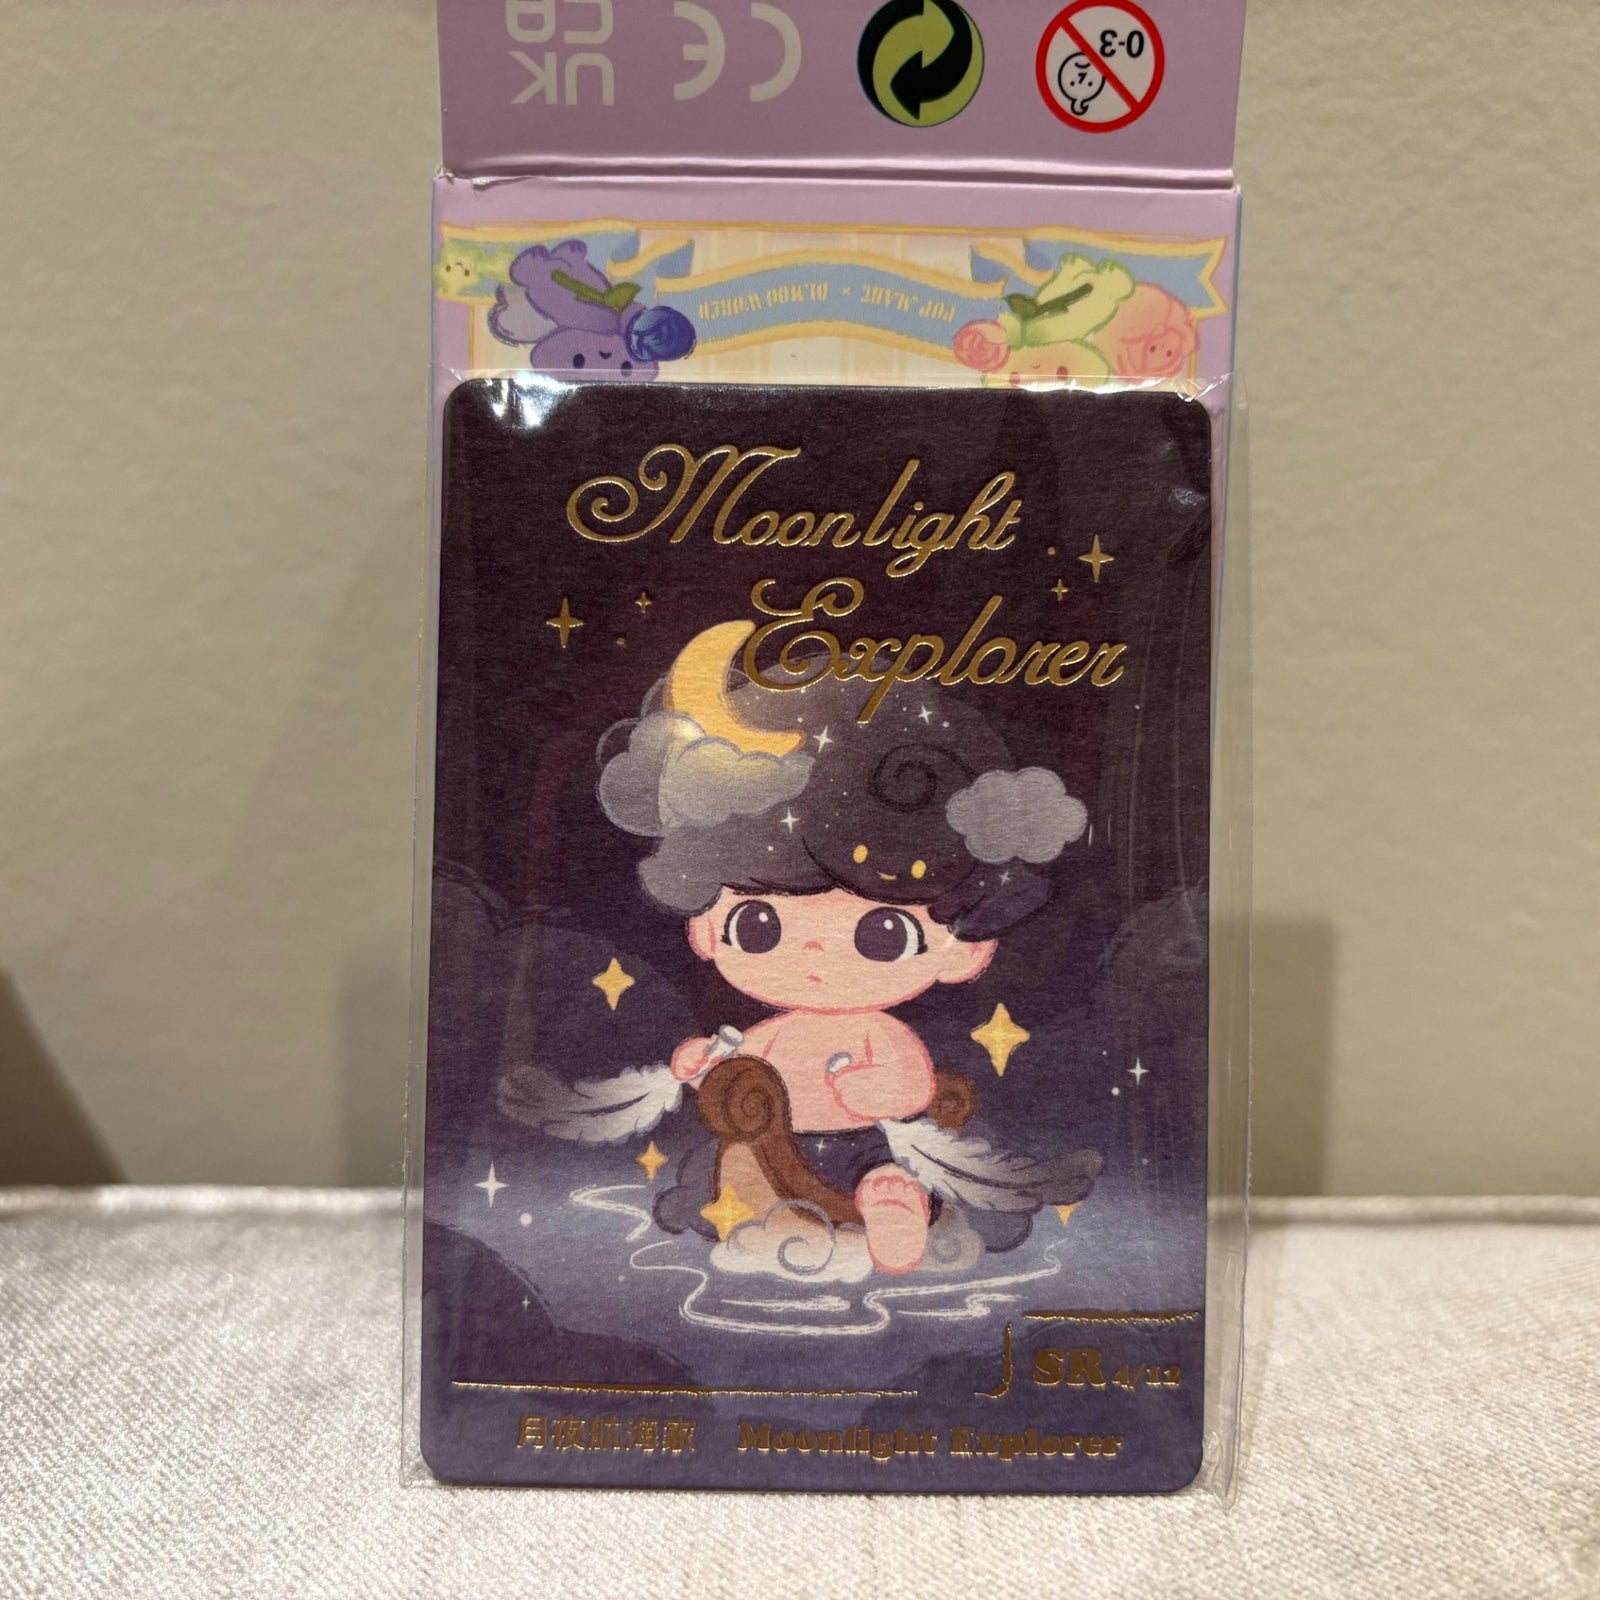 UK
CA
CE
0-3
POP MART × DIMOO WORLD
Moonlight
Explorer
SR 4/12
月夜航海家 Moonlight Explorer